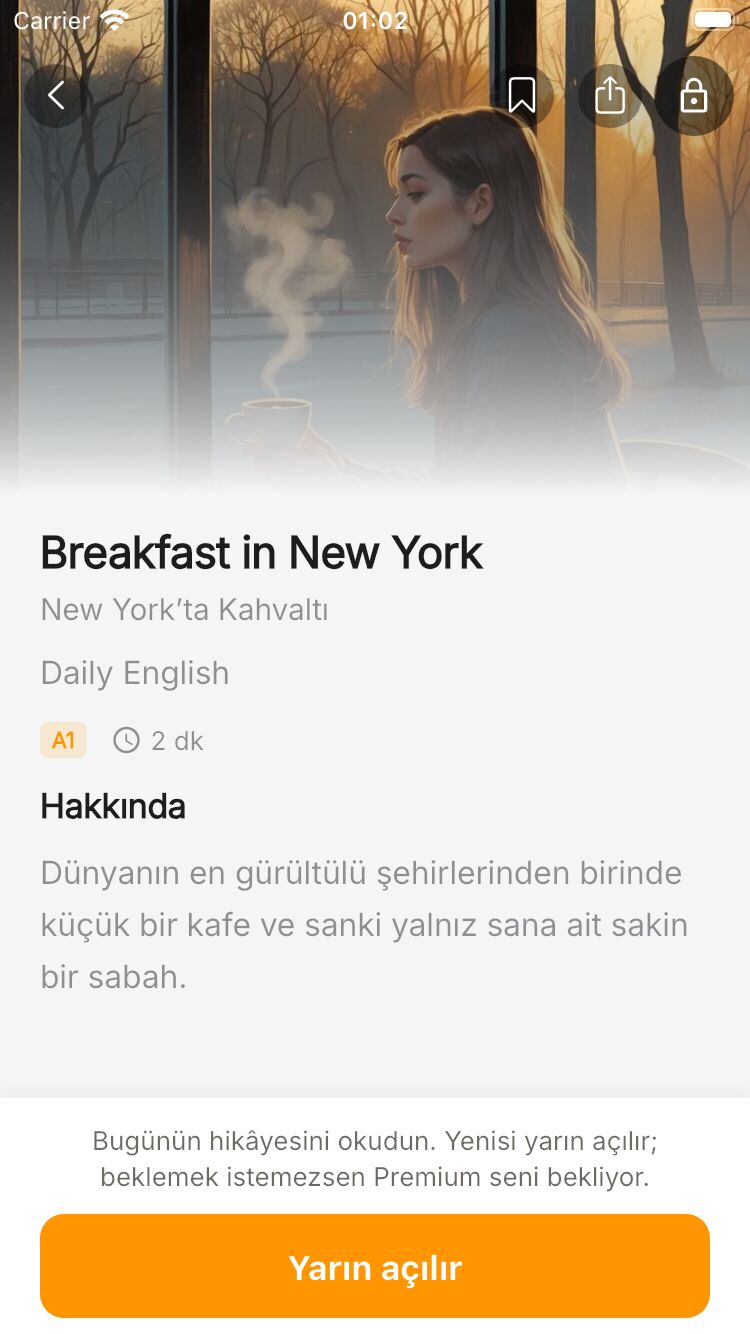 Carrier 01:02
Breakfast in New York
New York’ta Kahvaltı
Daily English
A1 2 dk
Hakkında
Dünyanın en gürültülü şehirlerinden birinde
küçük bir kafe ve sanki yalnız sana ait sakin
bir sabah.
Bugünün hikâyesini okudun. Yenisi yarın açılır;
beklemek istemezsen Premium seni bekliyor.
Yarın açılır